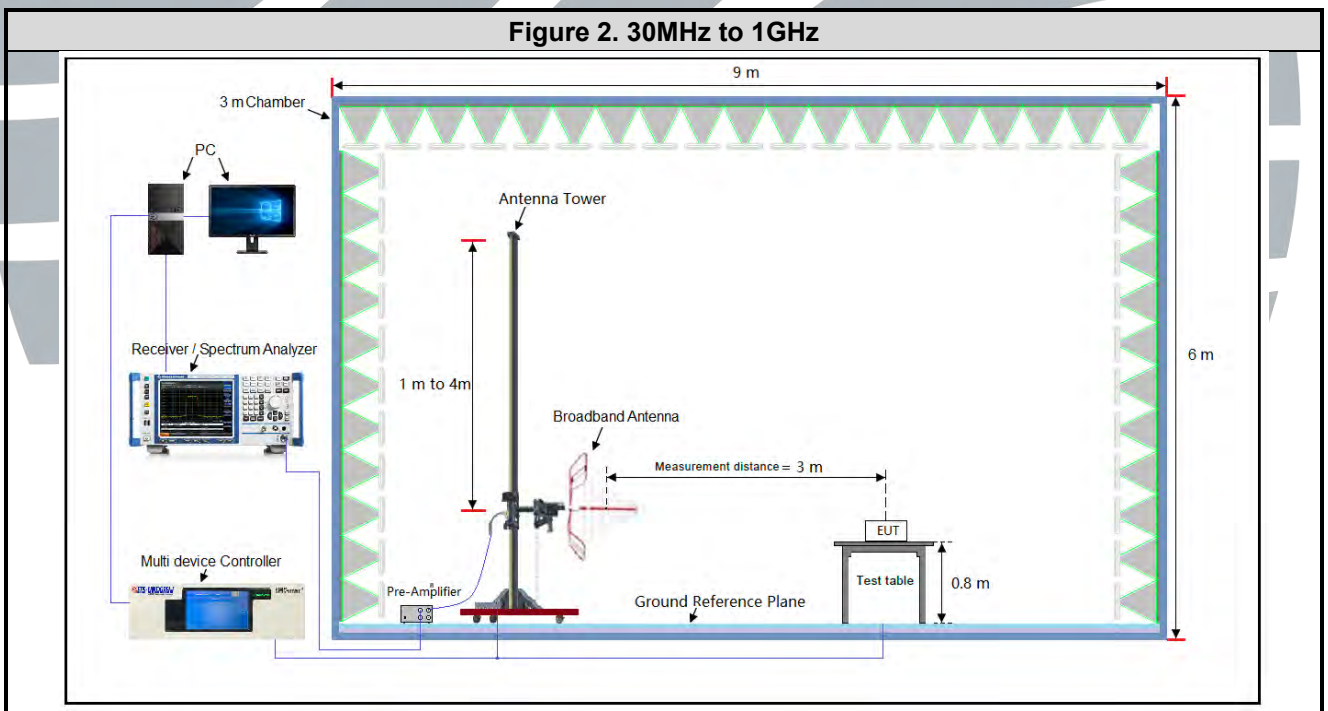 Figure 2. 30MHz to 1GHz
9 m
3 m Chamber
PC
Antenna Tower
Receiver / Spectrum Analyzer
1 m to 4m
6 m
Broadband Antenna
Measurement distance = 3 m
EUT
Multi device Controller
Pre-Amplifier
Test table
0.8 m
Ground Reference Plane